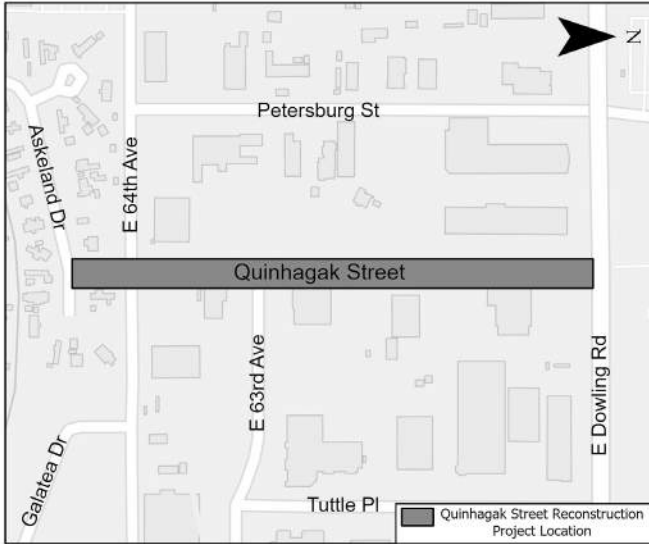 N
Petersburg St
Askeland Dr
E 64th Ave
Quinhagak Street
E 63rd Ave
E Dowling Rd
Galatea Dr
Tuttle Pl
Quinhagak Street Reconstruction
Project Location